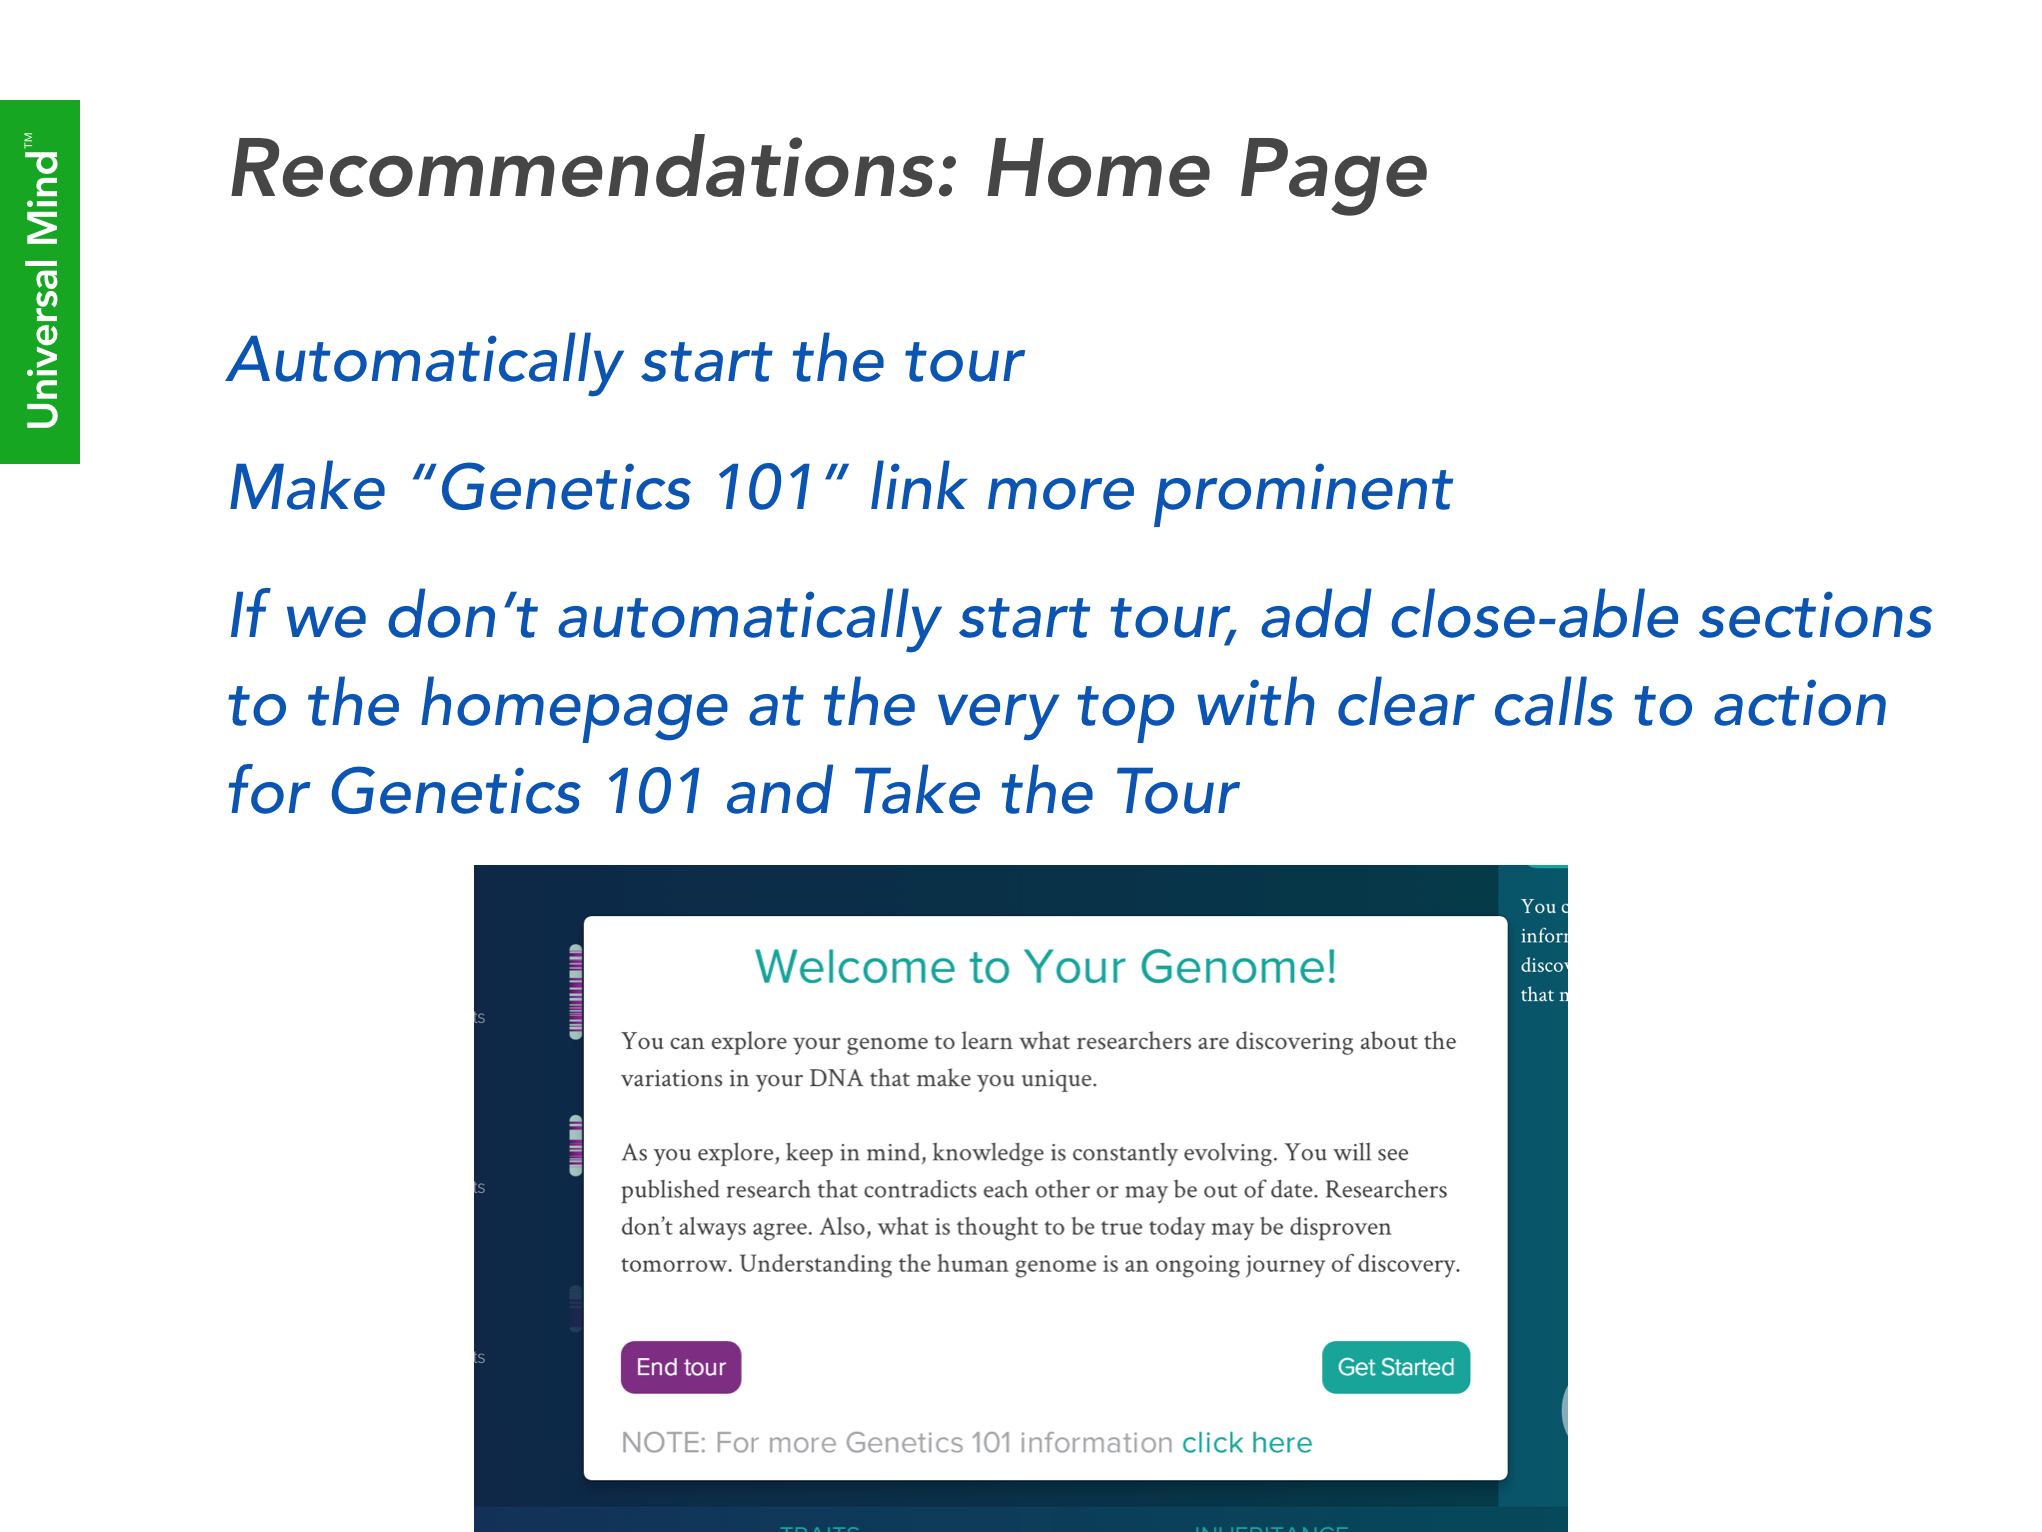 Universal Mind™
Recommendations: Home Page
Automatically start the tour
Make “Genetics 101” link more prominent
If we don’t automatically start tour, add close-able sections
to the homepage at the very top with clear calls to action
for Genetics 101 and Take the Tour
Welcome to Your Genome!
You can explore your genome to learn what researchers are discovering about the
variations in your DNA that make you unique.
As you explore, keep in mind, knowledge is constantly evolving. You will see
published research that contradicts each other or may be out of date. Researchers
don’t always agree. Also, what is thought to be true today may be disproven
tomorrow. Understanding the human genome is an ongoing journey of discovery.
End tour
Get Started
NOTE: For more Genetics 101 information click here
You
that
TRAITS
INHERITANCE